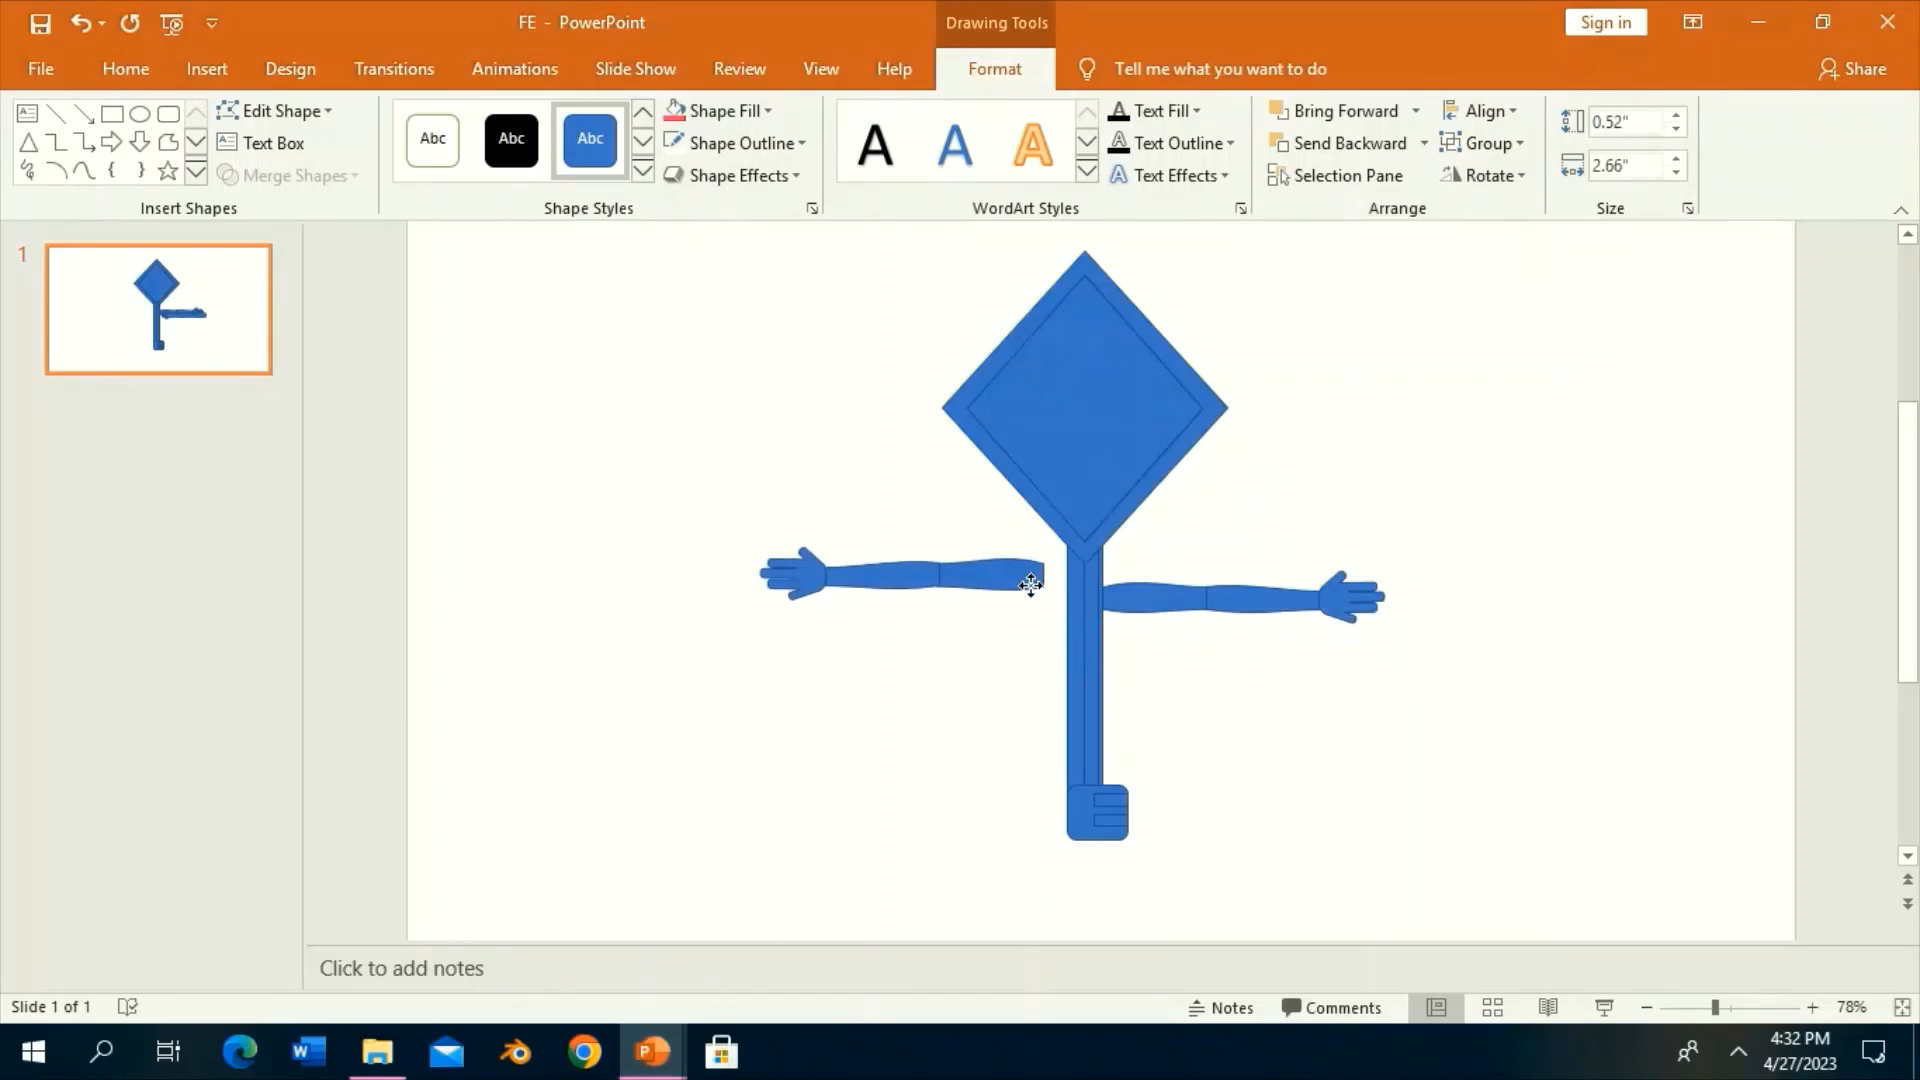 FE - PowerPoint
Drawing Tools
Sign in
File Home Insert Design Transitions Animations Slide Show Review View Help Format Tell me what you want to do Share
Edit Shape
Text Box
Merge Shapes
Insert Shapes
Abc Abc Abc
Shape Fill
Shape Outline
Shape Effects
Shape Styles
A A A
Text Fill
Text Outline
Text Effects
WordArt Styles
Bring Forward
Send Backward
Selection Pane
Align
Group
Rotate
Arrange
0.52"
2.66"
Size
1
Click to add notes
Slide 1 of 1
Notes Comments 78%
4:32 PM
4/27/2023